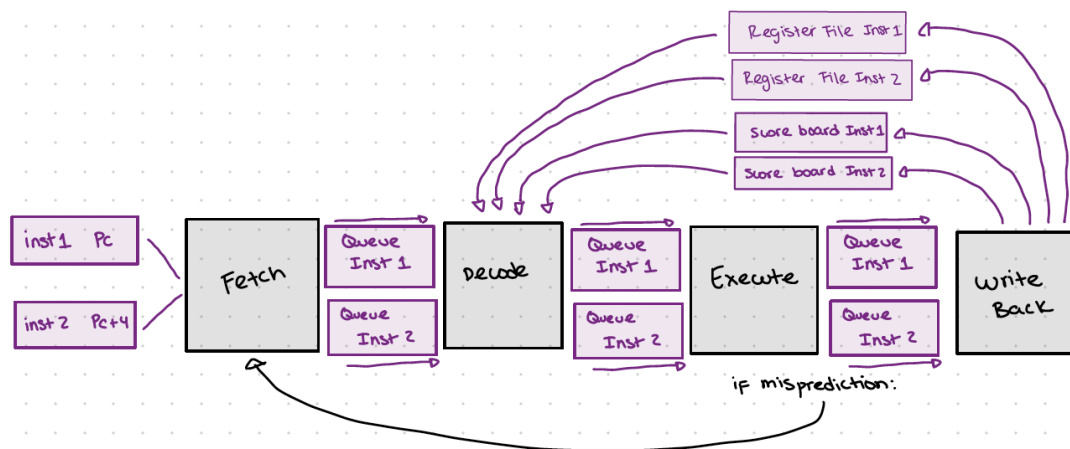 Register File Inst 1
Register File Inst 2
Score board Inst 1
Score board Inst 2
inst 1 Pc
inst 2 Pc+4
Fetch
Queue
Inst 1
Queue
Inst 2
Decode
Queue
Inst 1
Queue
Inst 2
Execute
Queue
Inst 1
Queue
Inst 2
Write
Back
if misprediction: